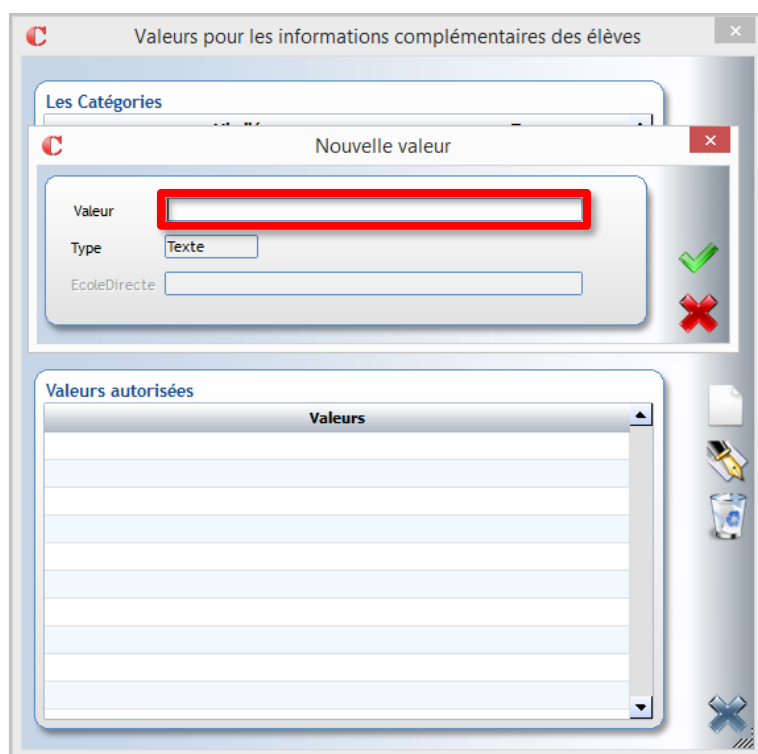 C Valeurs pour les informations complémentaires des élèves
Les Catégories
C Nouvelle valeur
Valeur
Type Texte
EcoleDirecte
Valeurs autorisées
Valeurs